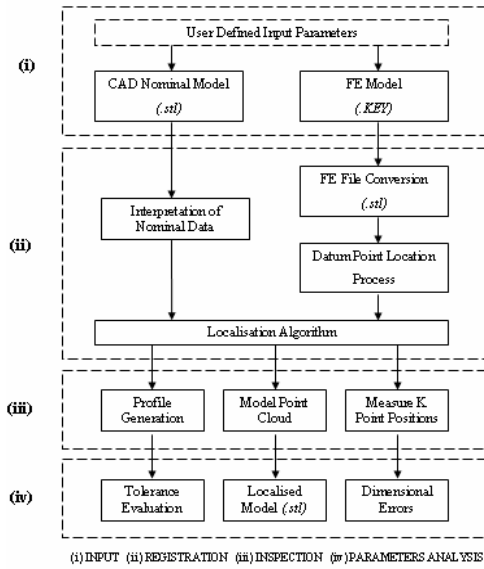 User Defined Input Parameters
(i)
CAD Nominal Model
(.stl)
FE Model
(.KEY)
(ii)
FE File Conversion
(.stl)
Interpretation of
Nominal Data
Datum Point Location
Process
Localisation Algorithm
(iii)
Profile
Generation
Model Point
Cloud
Measure K
Point Positions
(iv)
Tolerance
Evaluation
Localised
Model (.stl)
Dimensional
Errors
(i) INPUT (ii) REGISTRATION (iii) INSPECTION (iv) PARAMETERS ANALYSIS